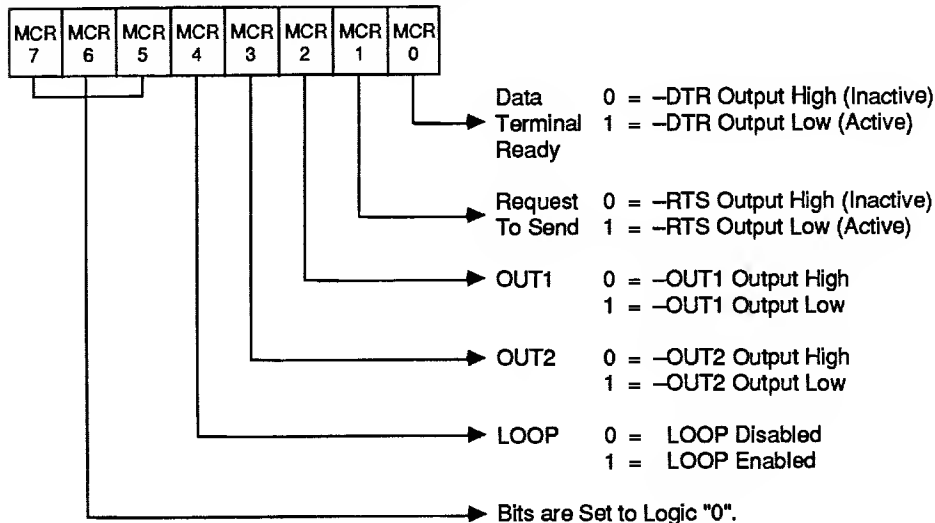 MCR 7 MCR 6 MCR 5 MCR 4 MCR 3 MCR 2 MCR 1 MCR 0
Data 0 = –DTR Output High (Inactive)
Terminal 1 = –DTR Output Low (Active)
Ready
Request 0 = –RTS Output High (Inactive)
To Send 1 = –RTS Output Low (Active)
OUT1 0 = –OUT1 Output High
1 = –OUT1 Output Low
OUT2 0 = –OUT2 Output High
1 = –OUT2 Output Low
LOOP 0 = LOOP Disabled
1 = LOOP Enabled
Bits are Set to Logic "0".